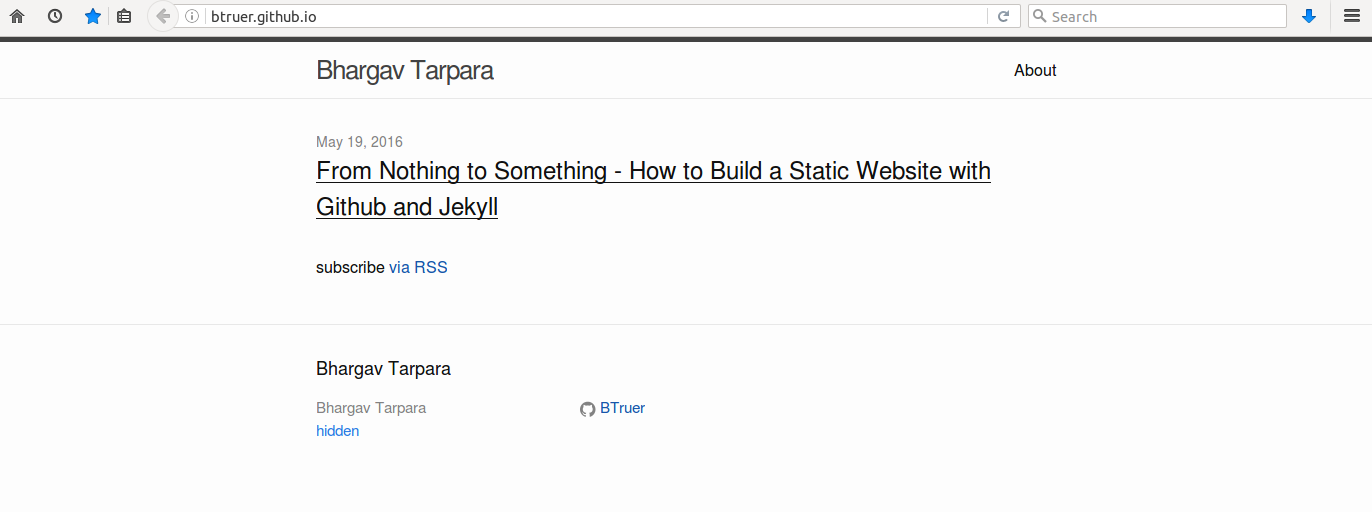 btruer.github.io
Search
Bhargav Tarpara
About
May 19, 2016
From Nothing to Something - How to Build a Static Website with
Github and Jekyll
subscribe via RSS
Bhargav Tarpara
Bhargav Tarpara
BTruer
hidden